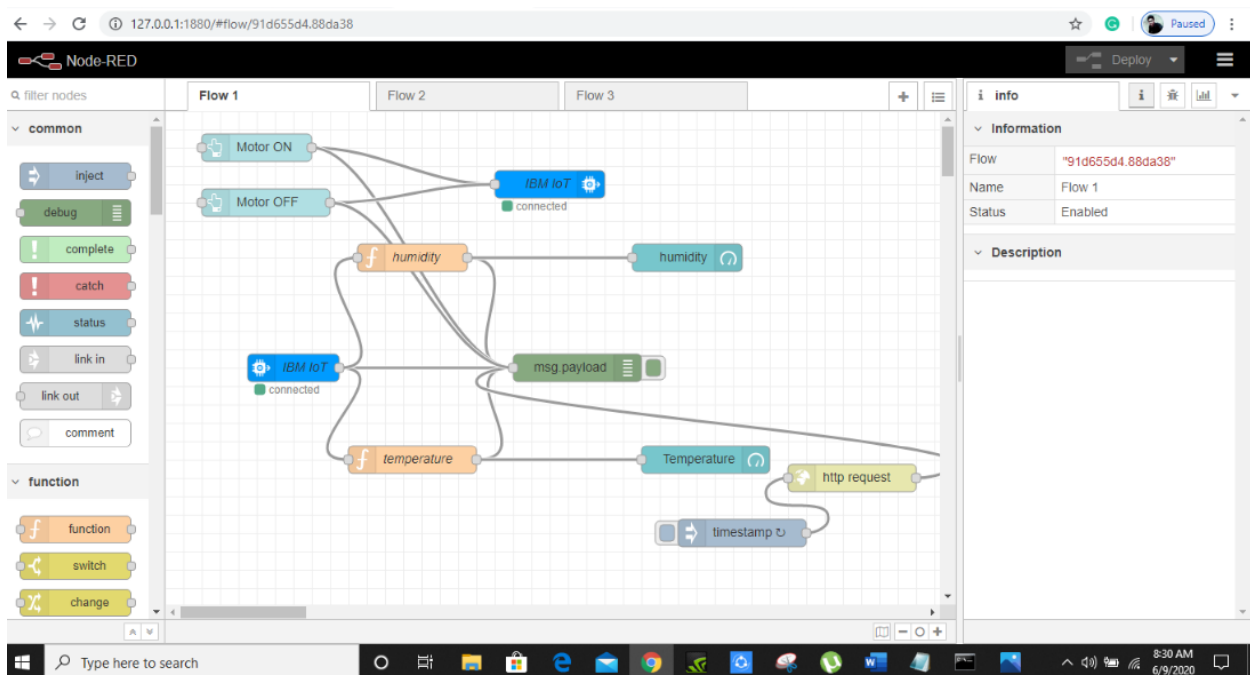 127.0.0.1:1880/#flow/91d655d4.88da38
Paused
Node-RED
Deploy
filter nodes
Flow 1
Flow 2
Flow 3
i info
i
common
inject
debug
complete
catch
status
link in
link out
comment
function
function
switch
change
Motor ON
Motor OFF
IBM IoT
connected
humidity
humidity
IBM IoT
connected
msg.payload
temperature
Temperature
http request
timestamp ↻
Information
Flow "91d655d4.88da38"
Name Flow 1
Status Enabled
Description
Type here to search
8:30 AM
6/9/2020